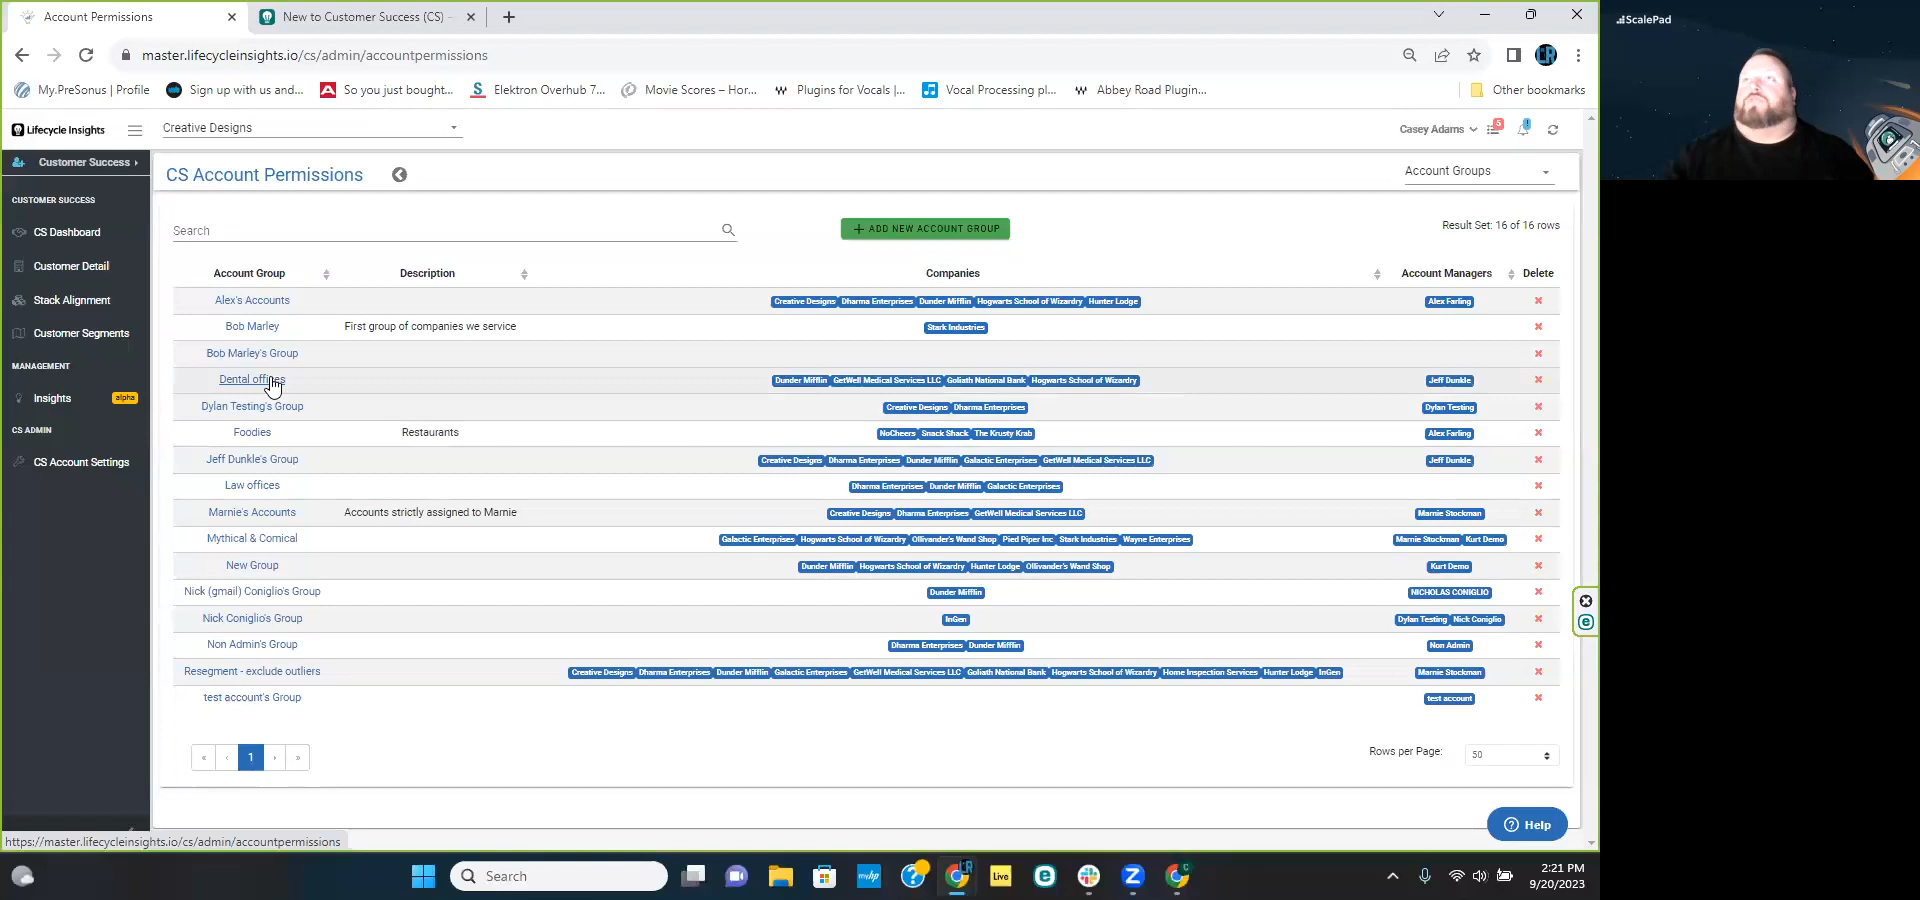 Account Permissions
New to Customer Success (CS)
master.lifecycleinsights.io/cs/admin/accountpermissions
My.PreSonus | Profile
Sign up with us and...
So you just bought...
Elektron Overhub 7...
Movie Scores – Hor...
Plugins for Vocals |...
Vocal Processing pl...
Abbey Road Plugin...
Other bookmarks
ScalePad
Lifecycle Insights
Creative Designs
Casey Adams
5
Customer Success
CS Account Permissions
Account Groups
CUSTOMER SUCCESS
CS Dashboard
Customer Detail
Stack Alignment
Customer Segments
MANAGEMENT
Insights alpha
CS ADMIN
CS Account Settings
Search
+ ADD NEW ACCOUNT GROUP
Result Set: 16 of 16 rows
Account Group Description Companies Account Managers Delete
Alex's Accounts Creative Designs Dharma Enterprises Dunder Mifflin Hogwarts School of Wizardry Hunter Lodge Alex Farling
Bob Marley First group of companies we service Stark Industries
Bob Marley's Group
Dental offices Dunder Mifflin GetWell Medical Services LLC Goliath National Bank Hogwarts School of Wizardry Jeff Dunkle
Dylan Testing's Group Creative Designs Dharma Enterprises Dylan Testing
Foodies Restaurants NoCheers Snack Shack The Krusty Krab Alex Farling
Jeff Dunkle's Group Creative Designs Dharma Enterprises Dunder Mifflin Galactic Enterprises GetWell Medical Services LLC Jeff Dunkle
Law offices Dharma Enterprises Dunder Mifflin Galactic Enterprises
Marnie's Accounts Accounts strictly assigned to Marnie Creative Designs Dharma Enterprises GetWell Medical Services LLC Marnie Stockman
Mythical & Comical Galactic Enterprises Hogwarts School of Wizardry Ollivander's Wand Shop Pied Piper Inc Stark Industries Wayne Enterprises Marnie Stockman Kurt Demo
New Group Dunder Mifflin Hogwarts School of Wizardry Hunter Lodge Ollivander's Wand Shop Kurt Demo
Nick (gmail) Coniglio's Group Dunder Mifflin NICHOLAS CONIGLIO
Nick Coniglio's Group InGen Dylan Testing Nick Coniglio
Non Admin's Group Dharma Enterprises Dunder Mifflin Non Admin
Resegment - exclude outliers Creative Designs Dharma Enterprises Dunder Mifflin Galactic Enterprises GetWell Medical Services LLC Goliath National Bank Hogwarts School of Wizardry Home Inspection Services Hunter Lodge InGen Marnie Stockman
test account's Group test account
« ‹ 1 › »
Rows per Page: 50
Help
https://master.lifecycleinsights.io/cs/admin/accountpermissions
Search
myhp
Live
2:21 PM
9/20/2023